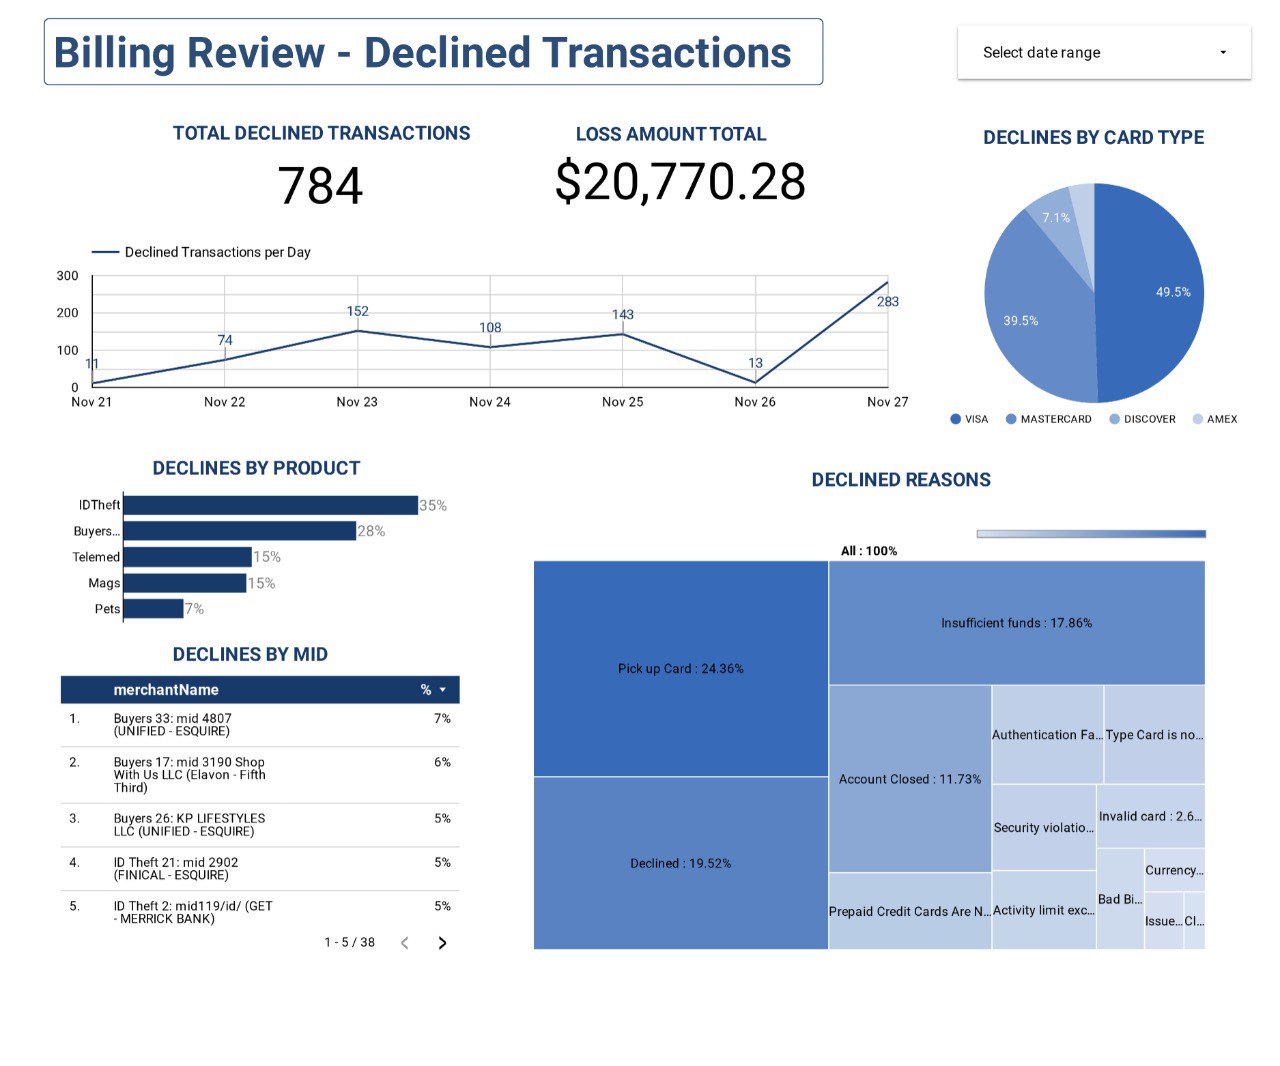 Billing Review - Declined Transactions
Select date range
TOTAL DECLINED TRANSACTIONS
784
LOSS AMOUNT TOTAL
$20,770.28
DECLINES BY CARD TYPE
7.1%
49.5%
39.5%
VISA
MASTERCARD
DISCOVER
AMEX
Declined Transactions per Day
300
200
100
0
11
74
152
108
143
13
283
Nov 21
Nov 22
Nov 23
Nov 24
Nov 25
Nov 26
Nov 27
DECLINES BY PRODUCT
IDTheft
35%
Buyers...
28%
Telemed
15%
Mags
15%
Pets
7%
DECLINES BY MID
merchantName
%
1.
Buyers 33: mid 4807
(UNIFIED - ESQUIRE)
7%
2.
Buyers 17: mid 3190 Shop
With Us LLC (Elavon - Fifth
Third)
6%
3.
Buyers 26: KP LIFESTYLES
LLC (UNIFIED - ESQUIRE)
5%
4.
ID Theft 21: mid 2902
(FINICAL - ESQUIRE)
5%
5.
ID Theft 2: mid119/id/ (GET
- MERRICK BANK)
5%
1 - 5 / 38
DECLINED REASONS
All : 100%
Pick up Card : 24.36%
Declined : 19.52%
Insufficient funds : 17.86%
Account Closed : 11.73%
Prepaid Credit Cards Are N...
Authentication Fa...
Type Card is no...
Security violatio...
Invalid card : 2.6...
Activity limit exc...
Bad Bi...
Currency...
Issue...
Cl...